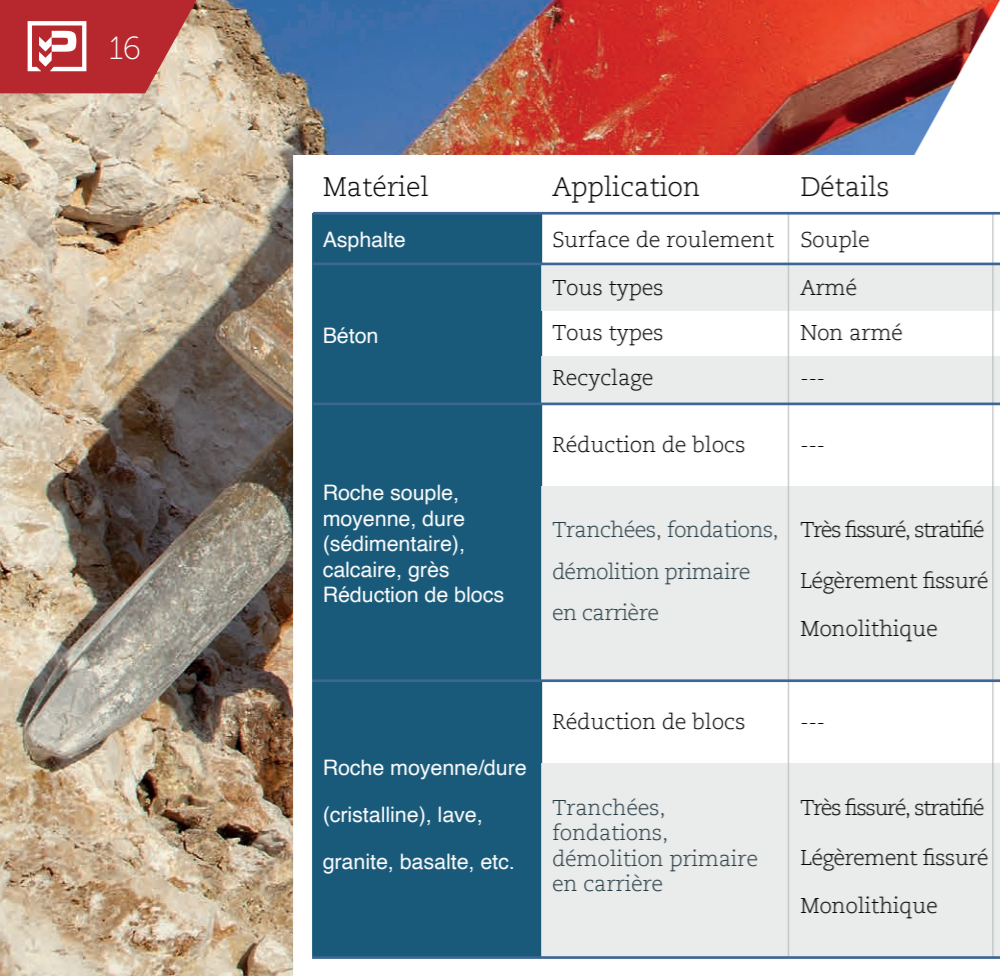 16
Matériel Application Détails
Asphalte Surface de roulement Souple
Béton
Tous types Armé
Tous types Non armé
Recyclage ---
Roche souple,
moyenne, dure
(sédimentaire),
calcaire, grès
Réduction de blocs
Réduction de blocs ---
Tranchées, fondations,
démolition primaire
en carrière
Très fissuré, stratifié
Légèrement fissuré
Monolithique
Roche moyenne/dure
(cristalline), lave,
granite, basalte, etc.
Réduction de blocs ---
Tranchées,
fondations,
démolition primaire
en carrière
Très fissuré, stratifié
Légèrement fissuré
Monolithique